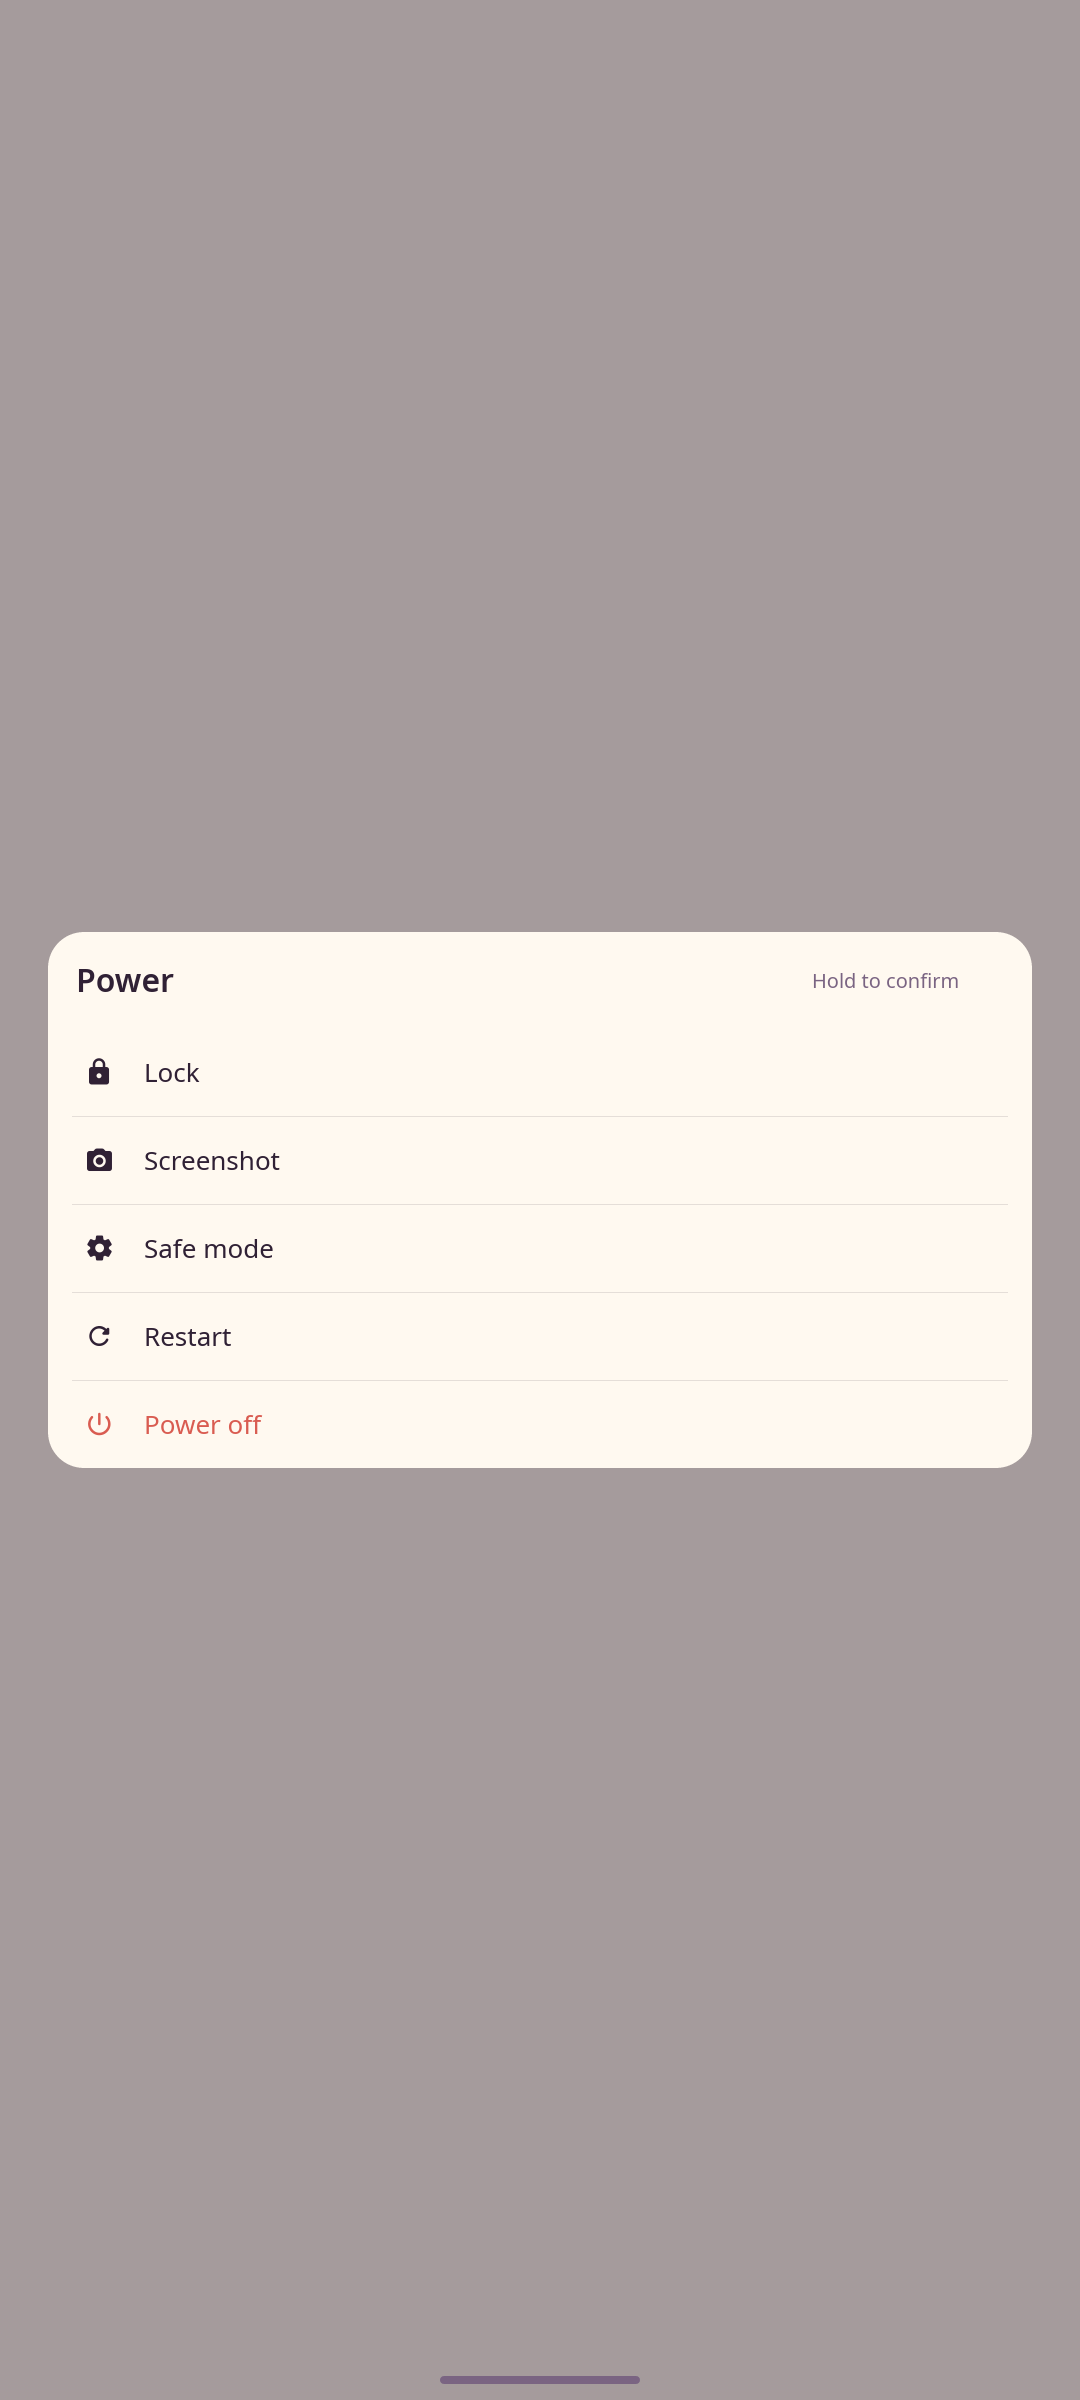 Power
Hold to confirm
Lock
Screenshot
Safe mode
Restart
Power off